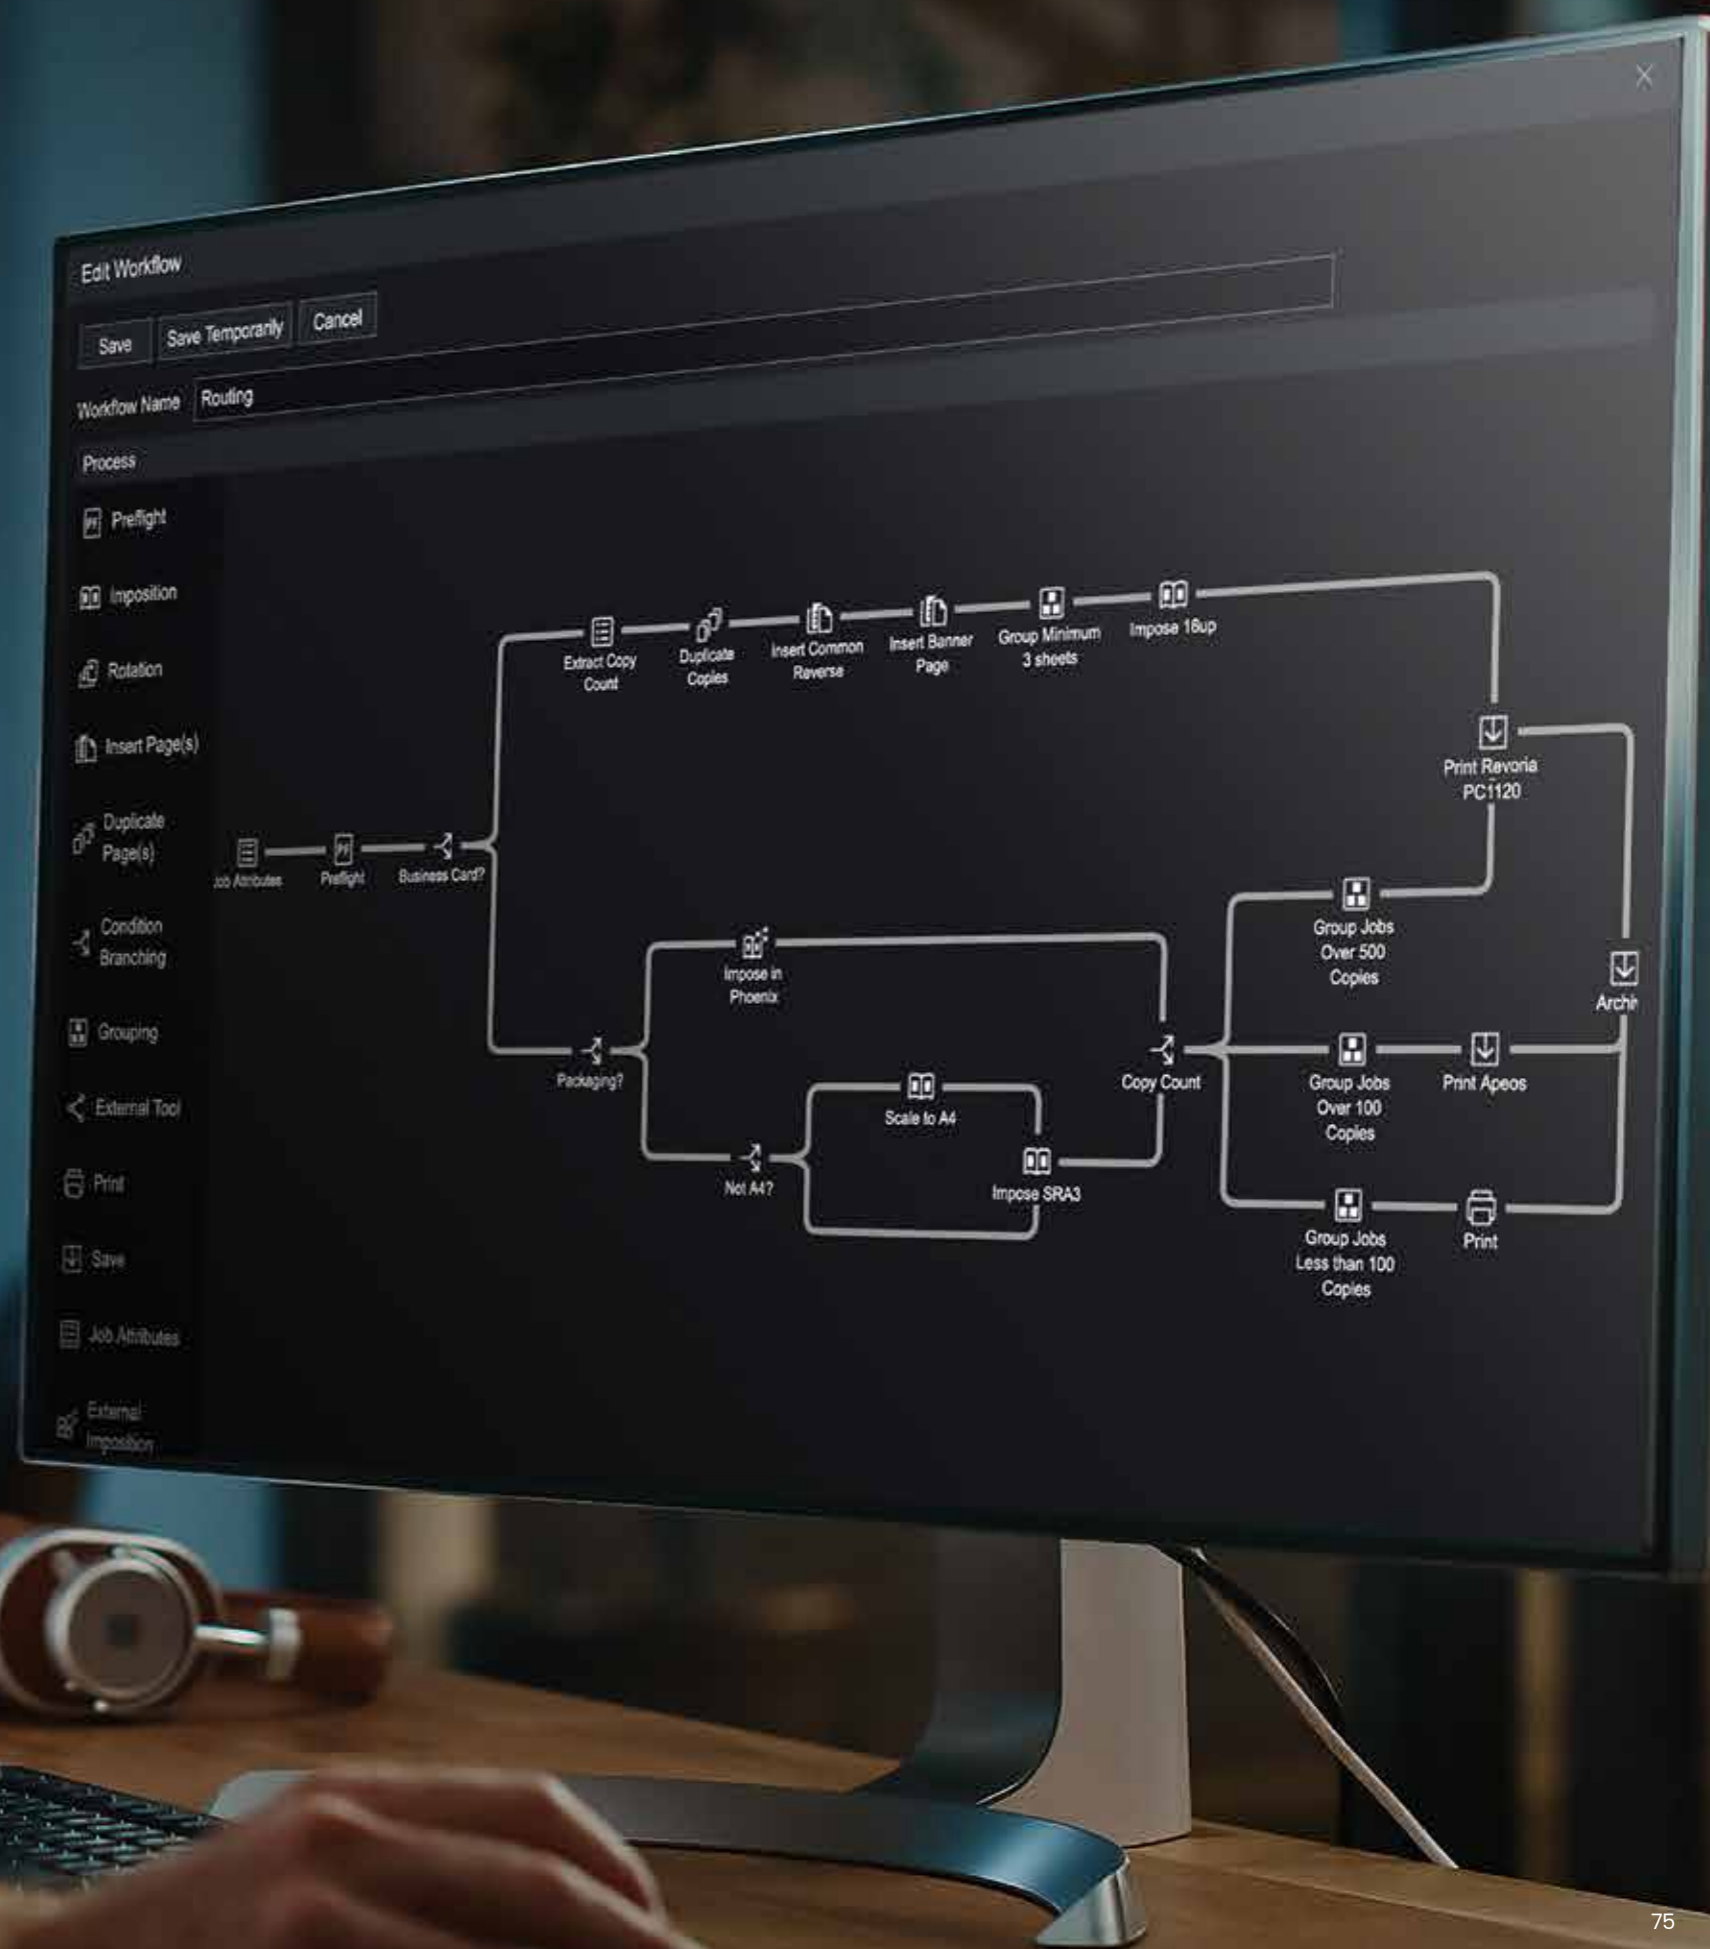 Edit Workflow
Save
Save Temporarily
Cancel
Workflow Name
Routing
Process
Preflight
Imposition
Rotation
Insert Page(s)
Duplicate
Page(s)
Condition
Branching
Grouping
External Tool
Print
Save
Job Attributes
External
Imposition
Job Attributes
Preflight
Business Card?
Extract Copy
Count
Duplicate
Copies
Insert Common
Reverse
Insert Banner
Page
Group Minimum
3 sheets
Impose 16up
Print Revoria
PC1120
Packaging?
Impose in
Phoenix
Not A4?
Scale to A4
Impose SRA3
Copy Count
Group Jobs
Over 500
Copies
Group Jobs
Over 100
Copies
Print Apeos
Group Jobs
Less than 100
Copies
Print
Archi
75